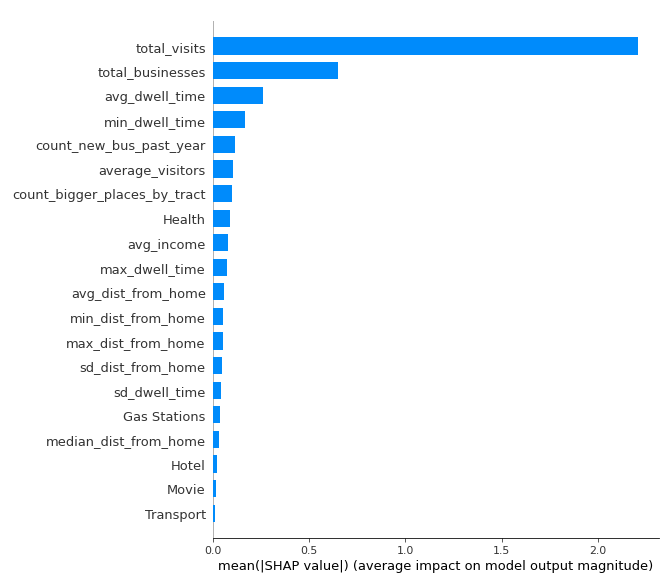 total_visits
total_businesses
avg_dwell_time
min_dwell_time
count_new_bus_past_year
average_visitors
count_bigger_places_by_tract
Health
avg_income
max_dwell_time
avg_dist_from_home
min_dist_from_home
max_dist_from_home
sd_dist_from_home
sd_dwell_time
Gas Stations
median_dist_from_home
Hotel
Movie
Transport
0.0 0.5 1.0 1.5 2.0
mean(|SHAP value|) (average impact on model output magnitude)